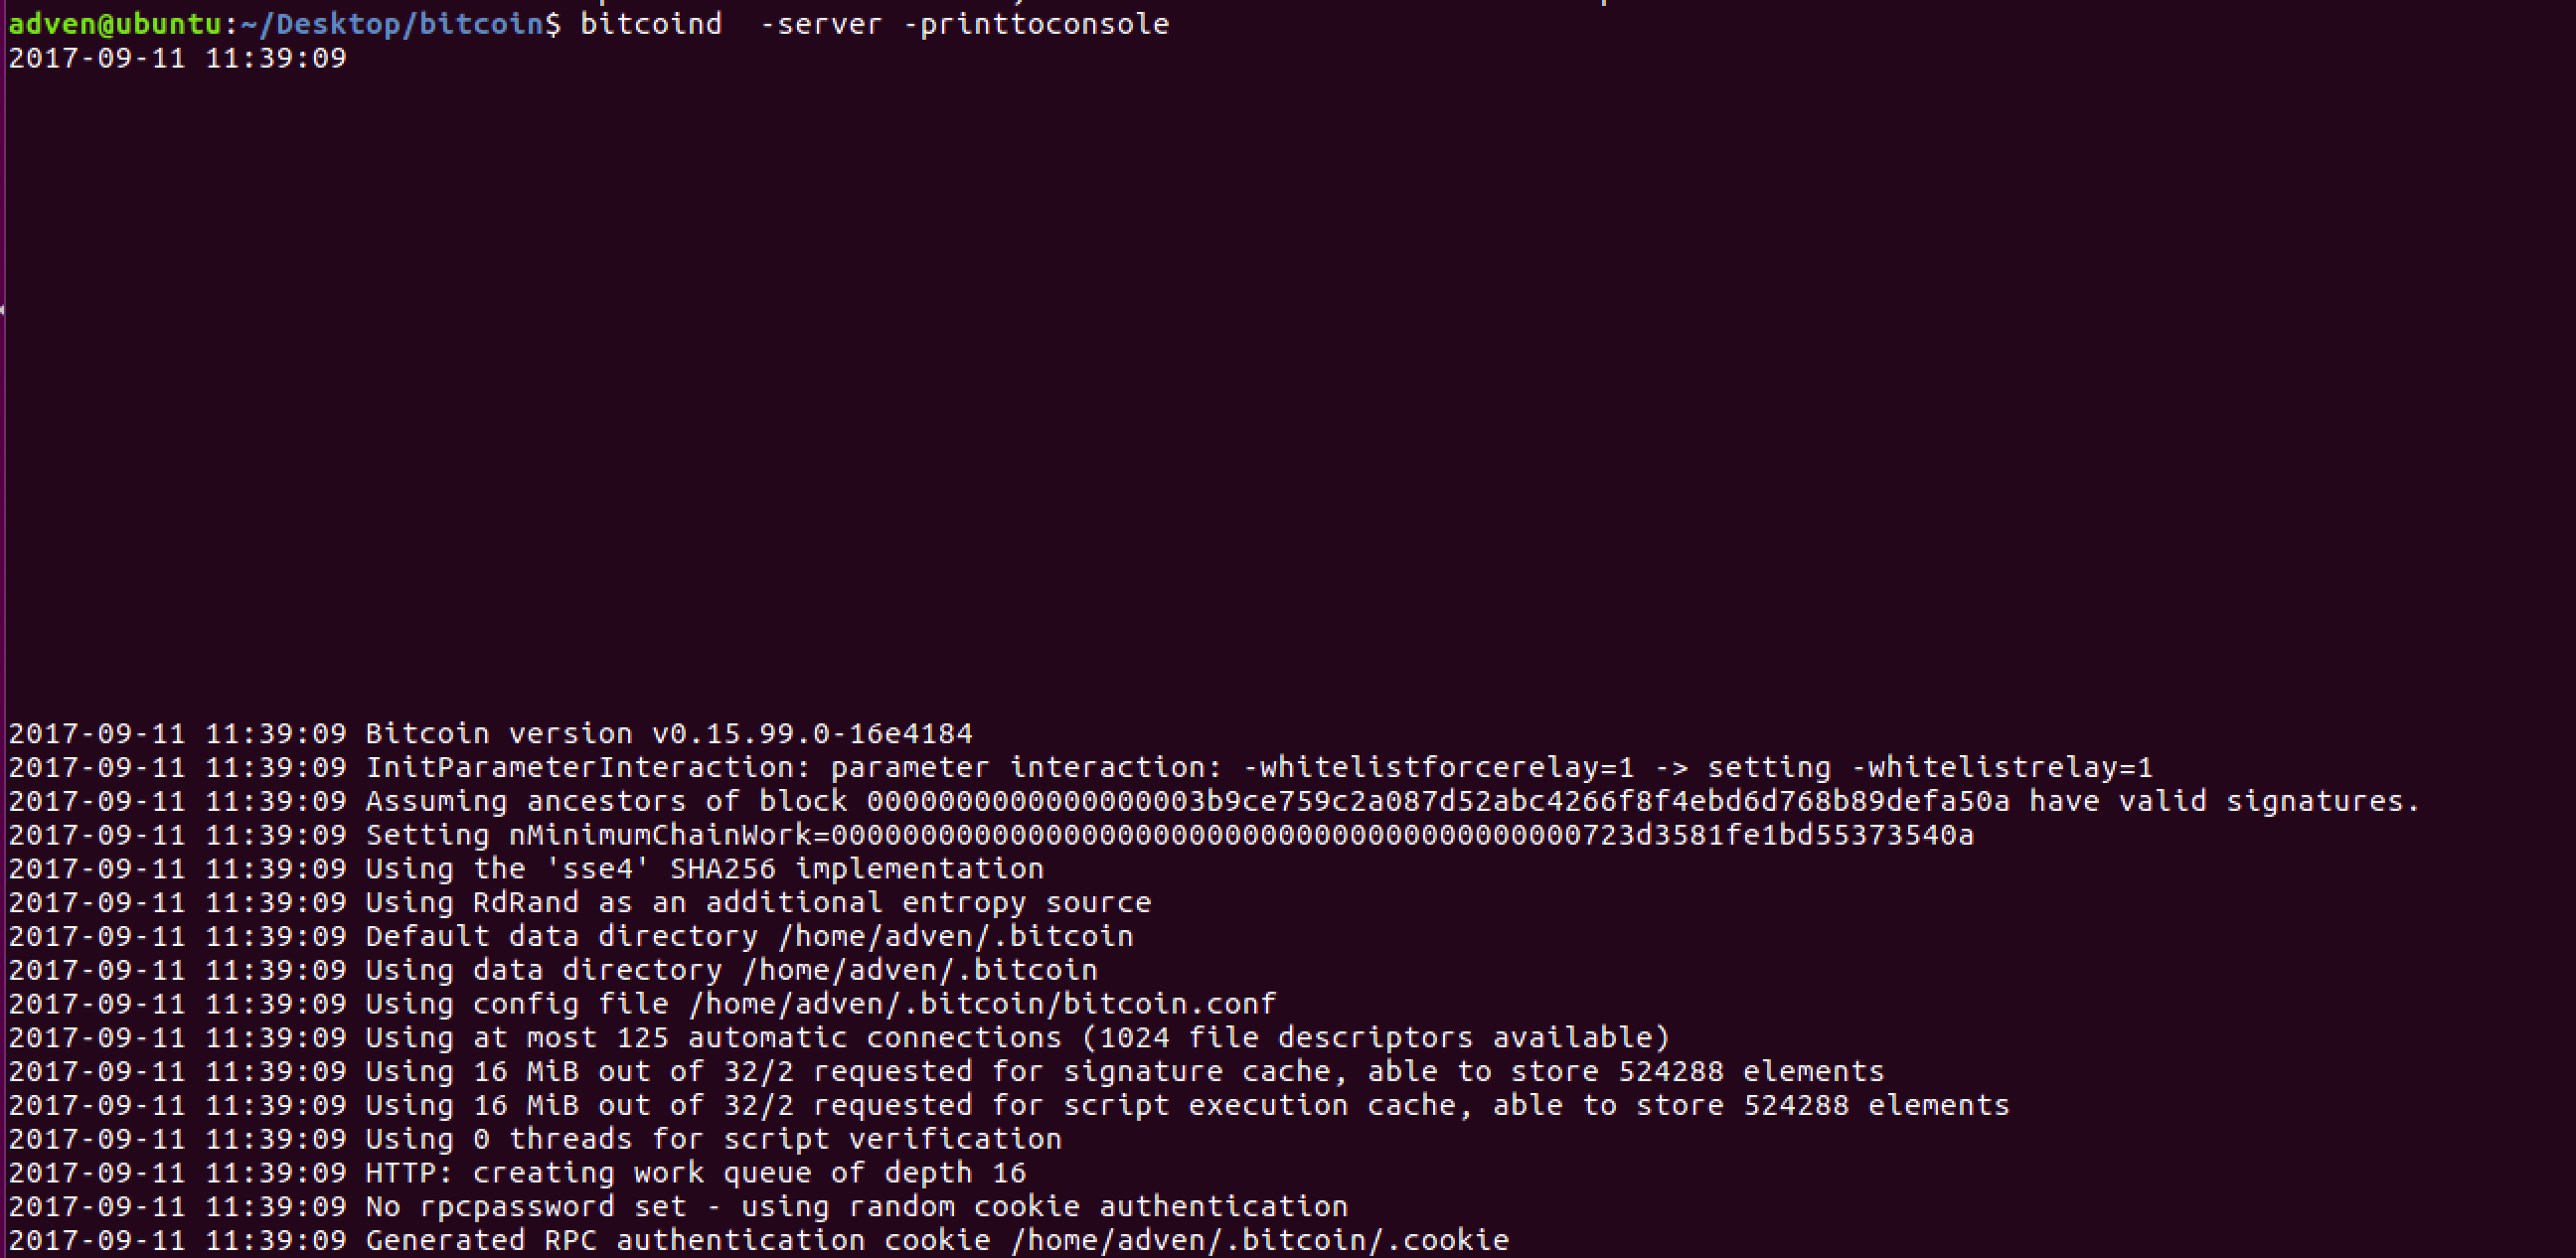 adven@ubuntu:~/Desktop/bitcoin$ bitcoind  -server -printtoconsole
2017-09-11 11:39:09
2017-09-11 11:39:09 Bitcoin version v0.15.99.0-16e4184
2017-09-11 11:39:09 InitParameterInteraction: parameter interaction: -whitelistforcerelay=1 -> setting -whitelistrelay=1
2017-09-11 11:39:09 Assuming ancestors of block 0000000000000000003b9ce759c2a087d52abc4266f8f4ebd6d768b89defa50a have valid signatures.
2017-09-11 11:39:09 Setting nMinimumChainWork=000000000000000000000000000000000000000000723d3581fe1bd55373540a
2017-09-11 11:39:09 Using the 'sse4' SHA256 implementation
2017-09-11 11:39:09 Using RdRand as an additional entropy source
2017-09-11 11:39:09 Default data directory /home/adven/.bitcoin
2017-09-11 11:39:09 Using data directory /home/adven/.bitcoin
2017-09-11 11:39:09 Using config file /home/adven/.bitcoin/bitcoin.conf
2017-09-11 11:39:09 Using at most 125 automatic connections (1024 file descriptors available)
2017-09-11 11:39:09 Using 16 MiB out of 32/2 requested for signature cache, able to store 524288 elements
2017-09-11 11:39:09 Using 16 MiB out of 32/2 requested for script execution cache, able to store 524288 elements
2017-09-11 11:39:09 Using 0 threads for script verification
2017-09-11 11:39:09 HTTP: creating work queue of depth 16
2017-09-11 11:39:09 No rpcpassword set - using random cookie authentication
2017-09-11 11:39:09 Generated RPC authentication cookie /home/adven/.bitcoin/.cookie